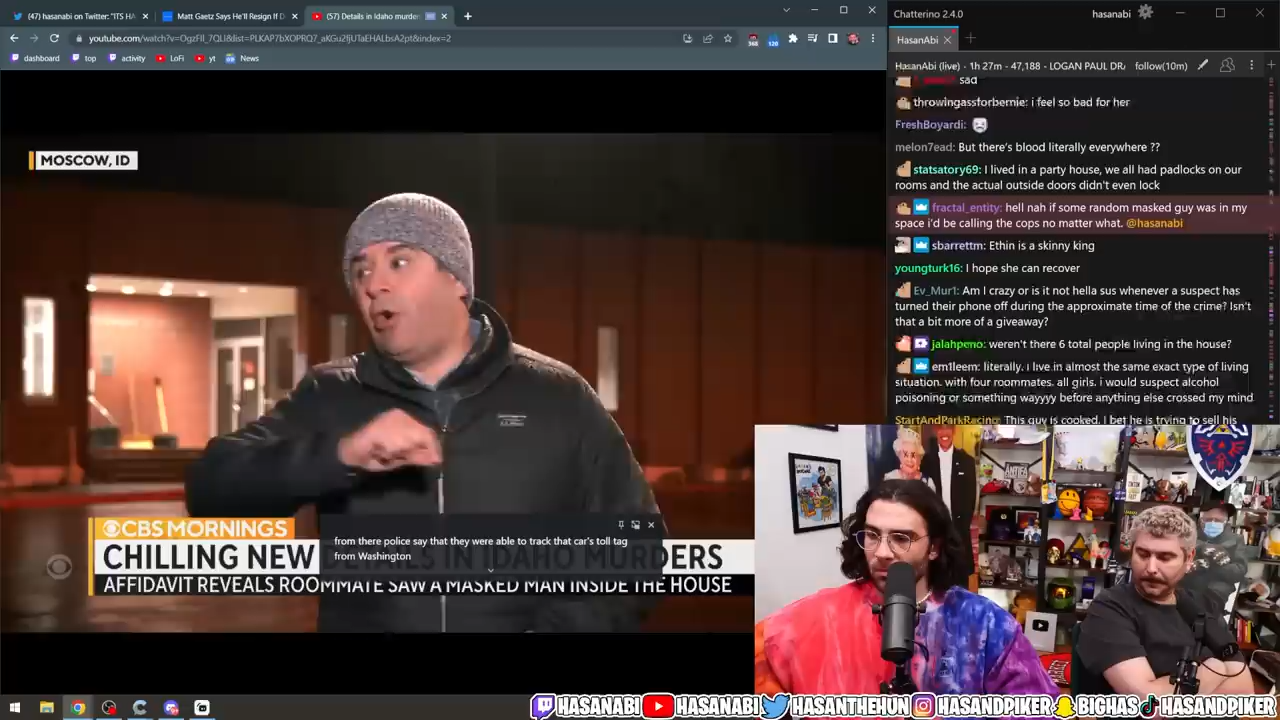 (47) hasanabi on Twitter: "ITS HA
Matt Gaetz Says He'll Resign If D
(57) Details in Idaho murder
youtube.com/watch?v=OgzFIl_7QLI&dist=PLKAP7bXOPRQ7_aKGu2fjUTaEHALbsA2pt&index=2
dashboard
top
activity
LoFi
yt
News
Chatterino 2.4.0
hasanabi
HasanAbi
HasanAbi (live) - 1h 27m - 47,188 - LOGAN PAUL DR
follow(10m)
sad
throwingassforbernie: i feel so bad for her
FreshBoyardi:
melon7ead: But there's blood literally everywhere ??
statsatory69: I lived in a party house, we all had padlocks on our
rooms and the actual outside doors didn't even lock
fractal_entity: hell nah if some random masked guy was in my
space i'd be calling the cops no matter what. @hasanabi
sbarrettm: Ethin is a skinny king
youngturk16: I hope she can recover
Ev_Mur1: Am I crazy or is it not hella sus whenever a suspect has
turned their phone off during the approximate time of the crime? Isn't
that a bit more of a giveaway?
jalahpeno: weren't there 6 total people living in the house?
em1leem: literally. i live in almost the same exact type of living
situation. with four roommates. all girls. i would suspect alcohol
poisoning or something wayyyy before anything else crossed my mind
StartAndParkRacing: This guy is cooked. I bet he is trying to sell his
MOSCOW, ID
CBS MORNINGS
from there police say that they were able to track that car's toll tag
from Washington
CHILLING NEW
MURDERS
AFFIDAVIT REVEALS ROOMMATE SAW A MASKED MAN INSIDE THE HOUSE
ANTIFA
HASANABI
HASANABI
HASANTHEHUN
HASANDPIKER
BIGHAS
HASANDPIKER